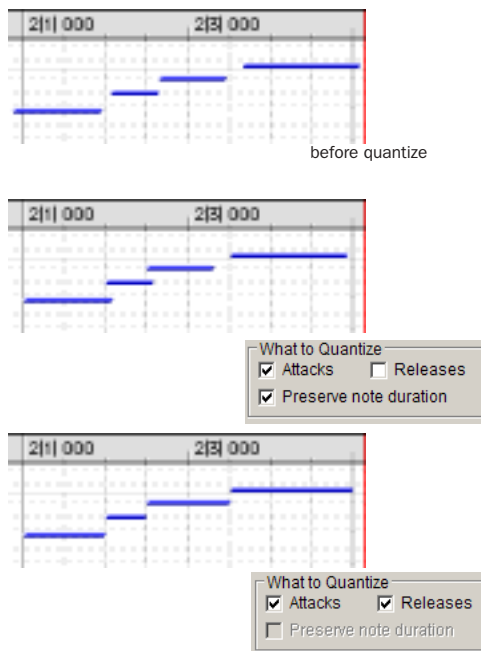 2|1| 000 2|3| 000
before quantize
2|1| 000 2|3| 000
What to Quantize
Attacks Releases
Preserve note duration
2|1| 000 2|3| 000
What to Quantize
Attacks Releases
Preserve note duration